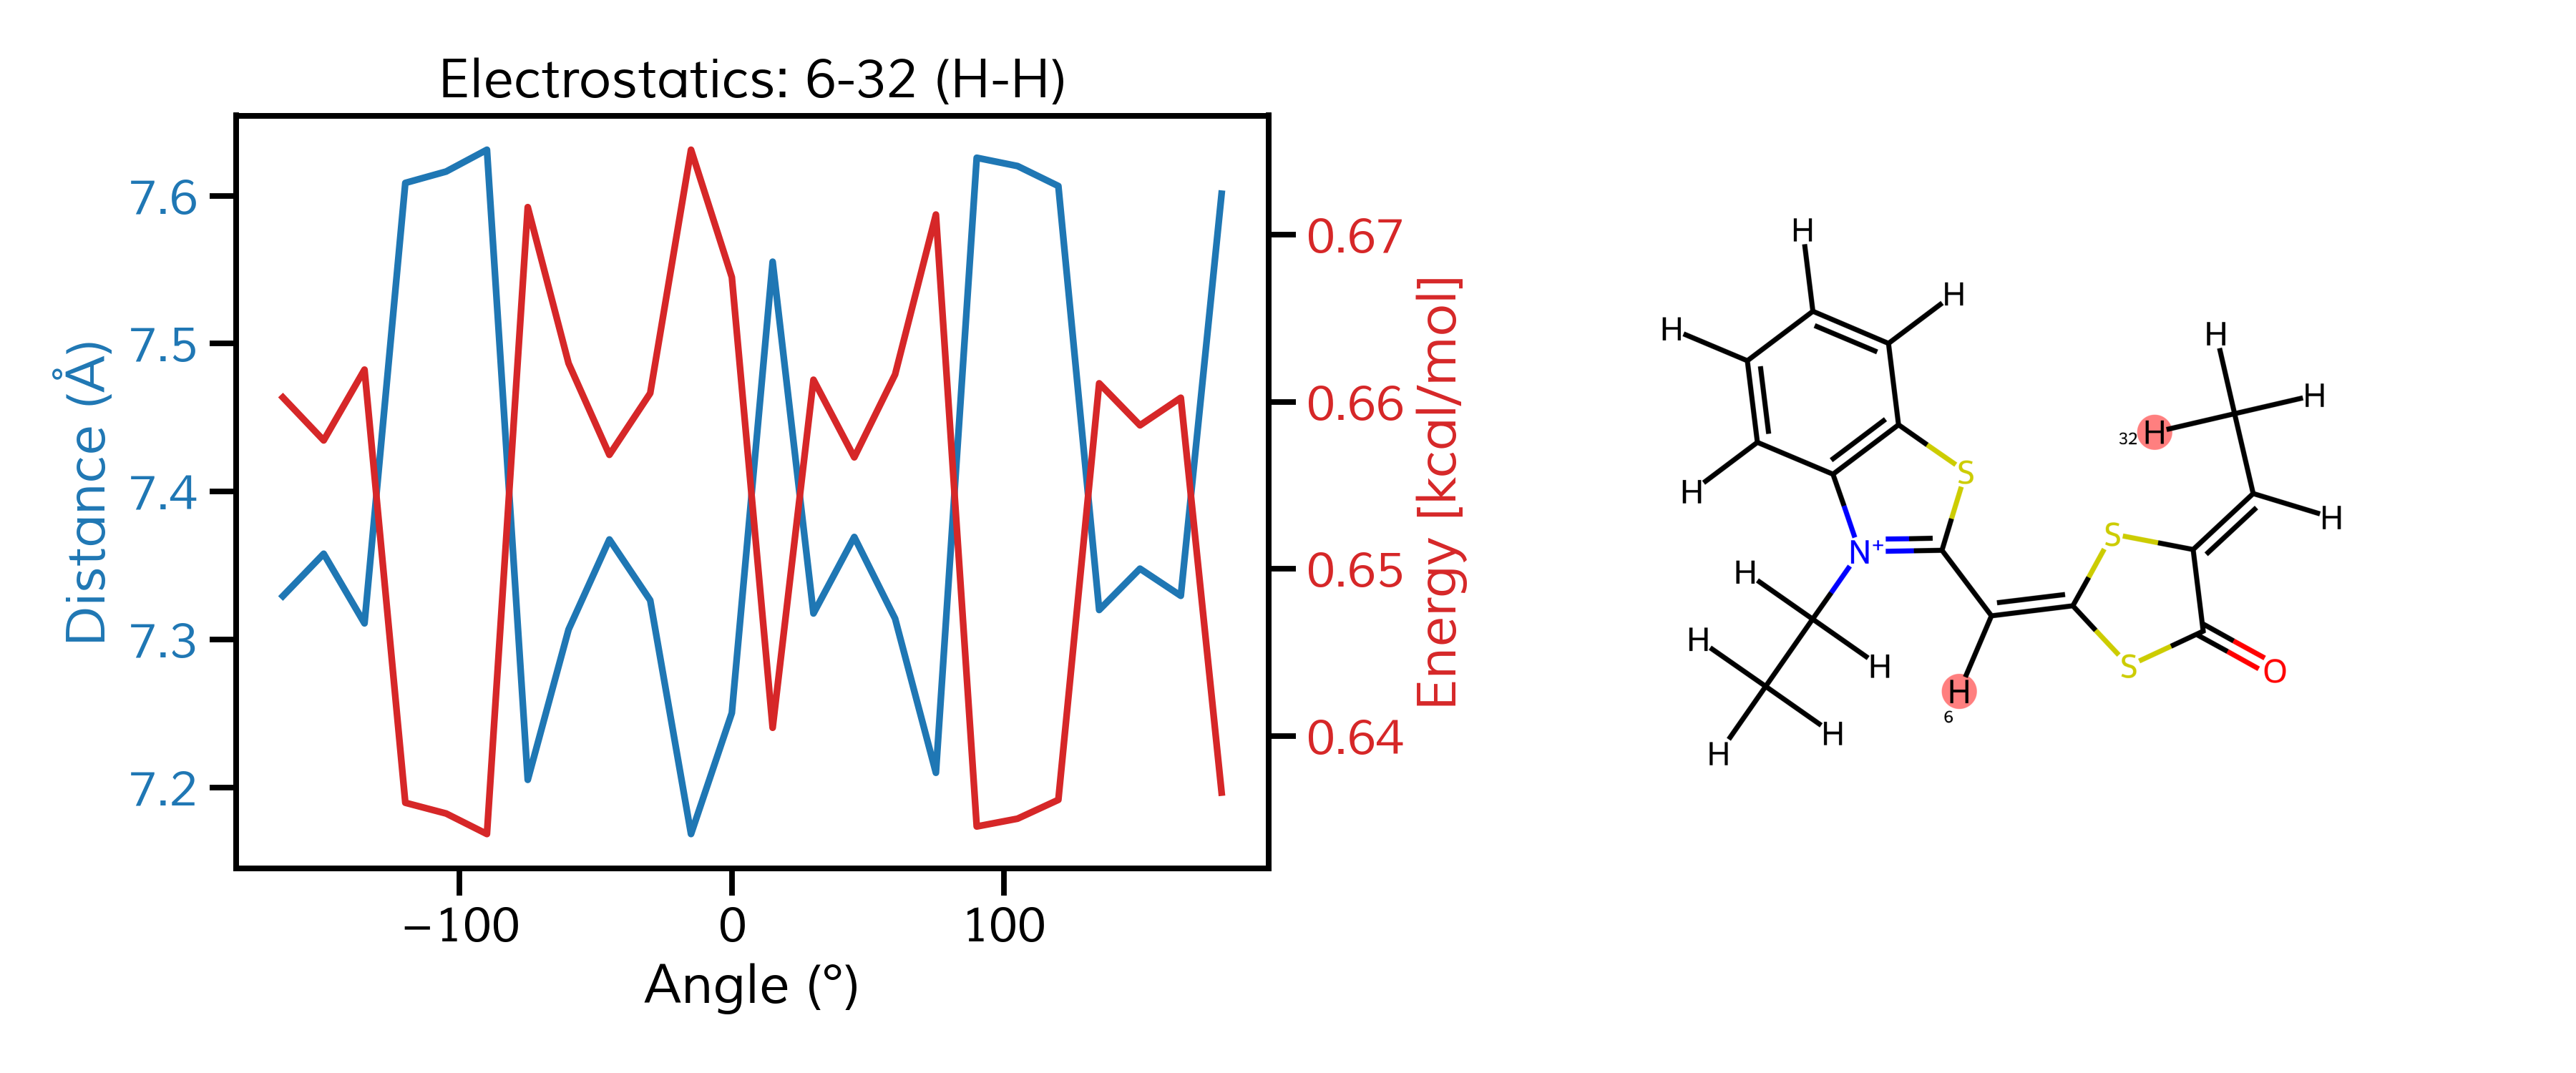 Electrostatics: 6-32 (H-H)
7.6
7.5
7.4
7.3
7.2
Distance (Å)
0.67
0.66
0.65
0.64
Energy [kcal/mol]
−100 0 100
Angle (°)
H
H
H
H
H
H
32 H
S
H
H
S
N+
H
H
H
S
O
H
6
H
H